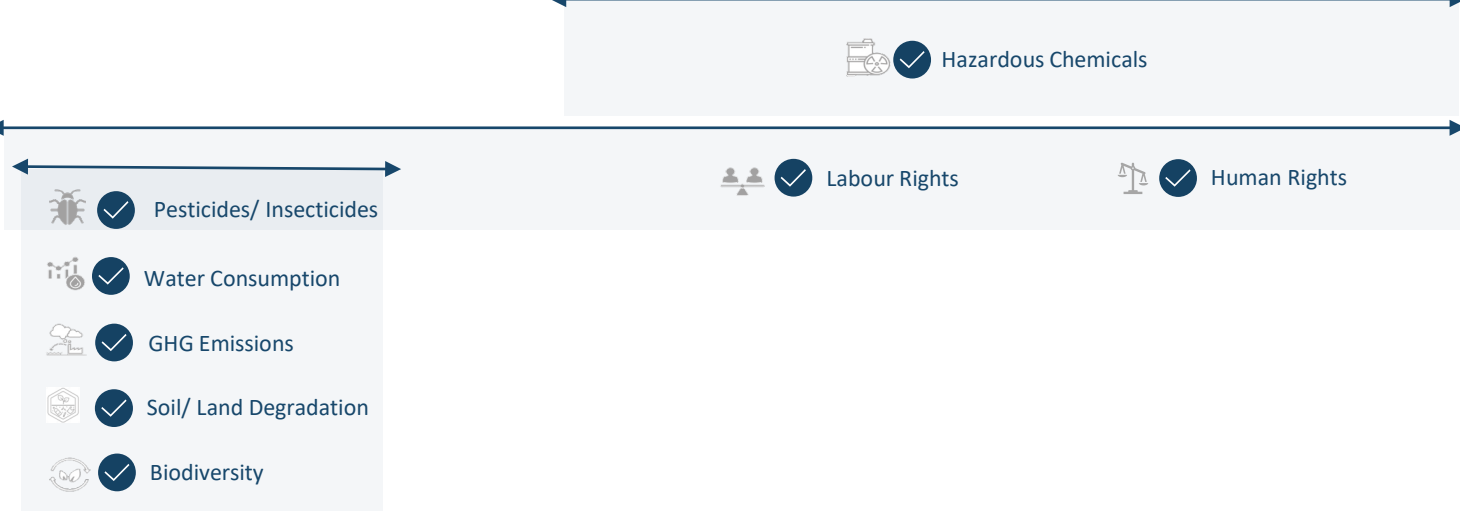 Hazardous Chemicals
Labour Rights
Human Rights
Pesticides/ Insecticides
Water Consumption
GHG Emissions
Soil/ Land Degradation
Biodiversity